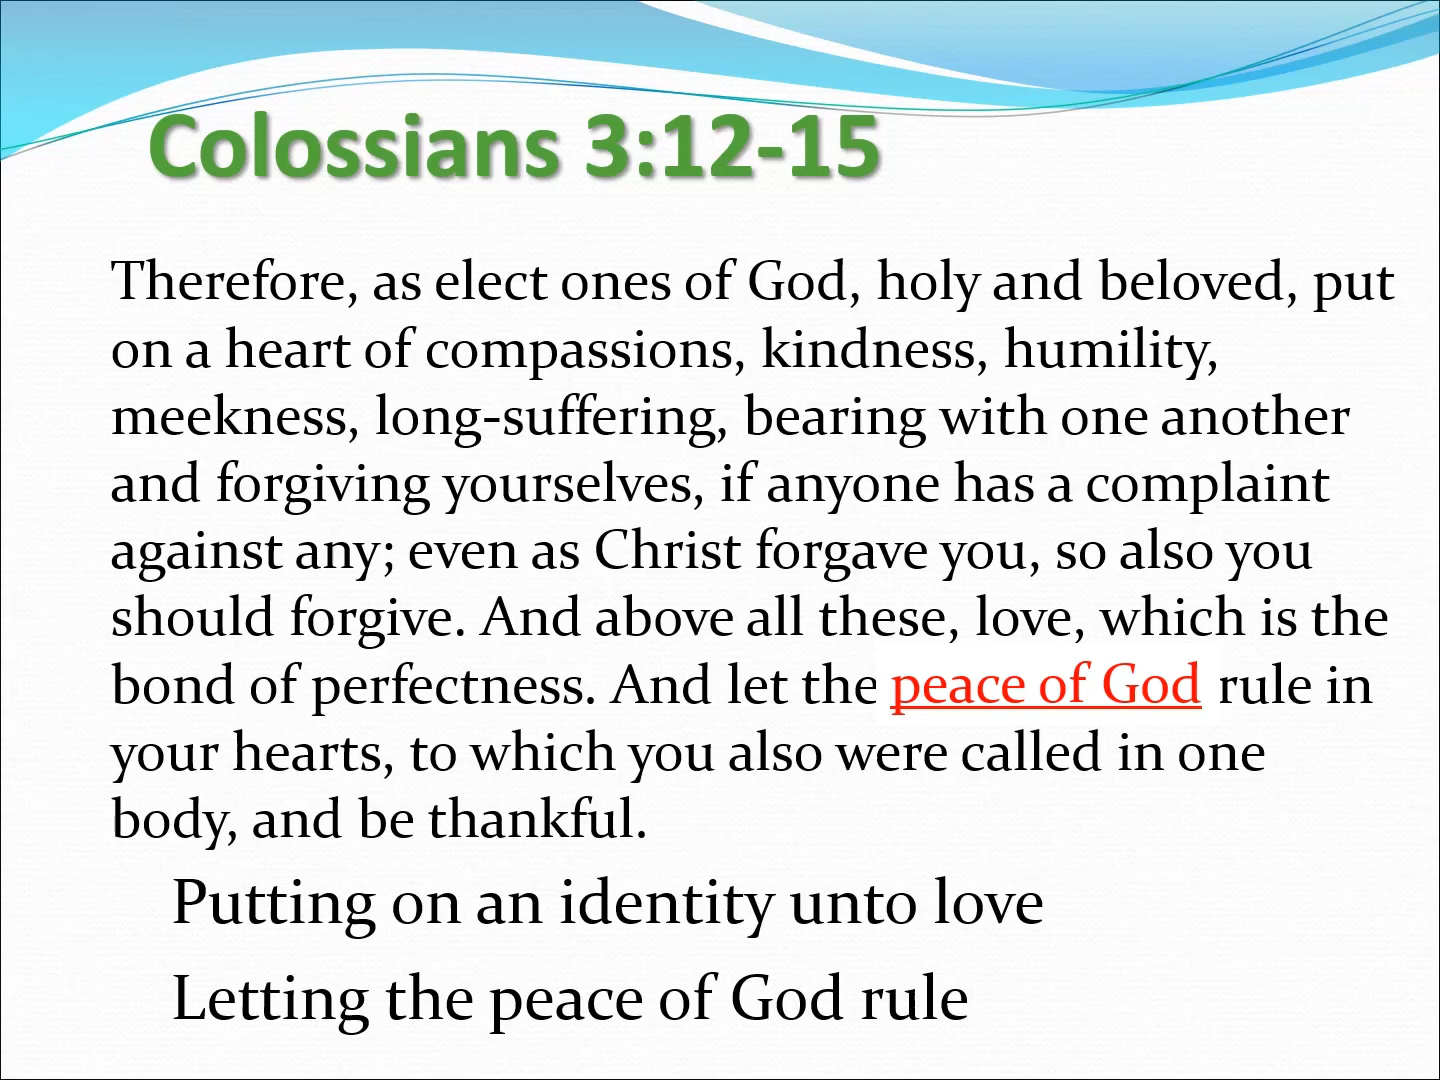 Colossians 3:12-15
Therefore, as elect ones of God, holy and beloved, put
on a heart of compassions, kindness, humility,
meekness, long-suffering, bearing with one another
and forgiving yourselves, if anyone has a complaint
against any; even as Christ forgave you, so also you
should forgive. And above all these, love, which is the
bond of perfectness. And let the peace of God rule in
your hearts, to which you also were called in one
body, and be thankful.
Putting on an identity unto love
Letting the peace of God rule